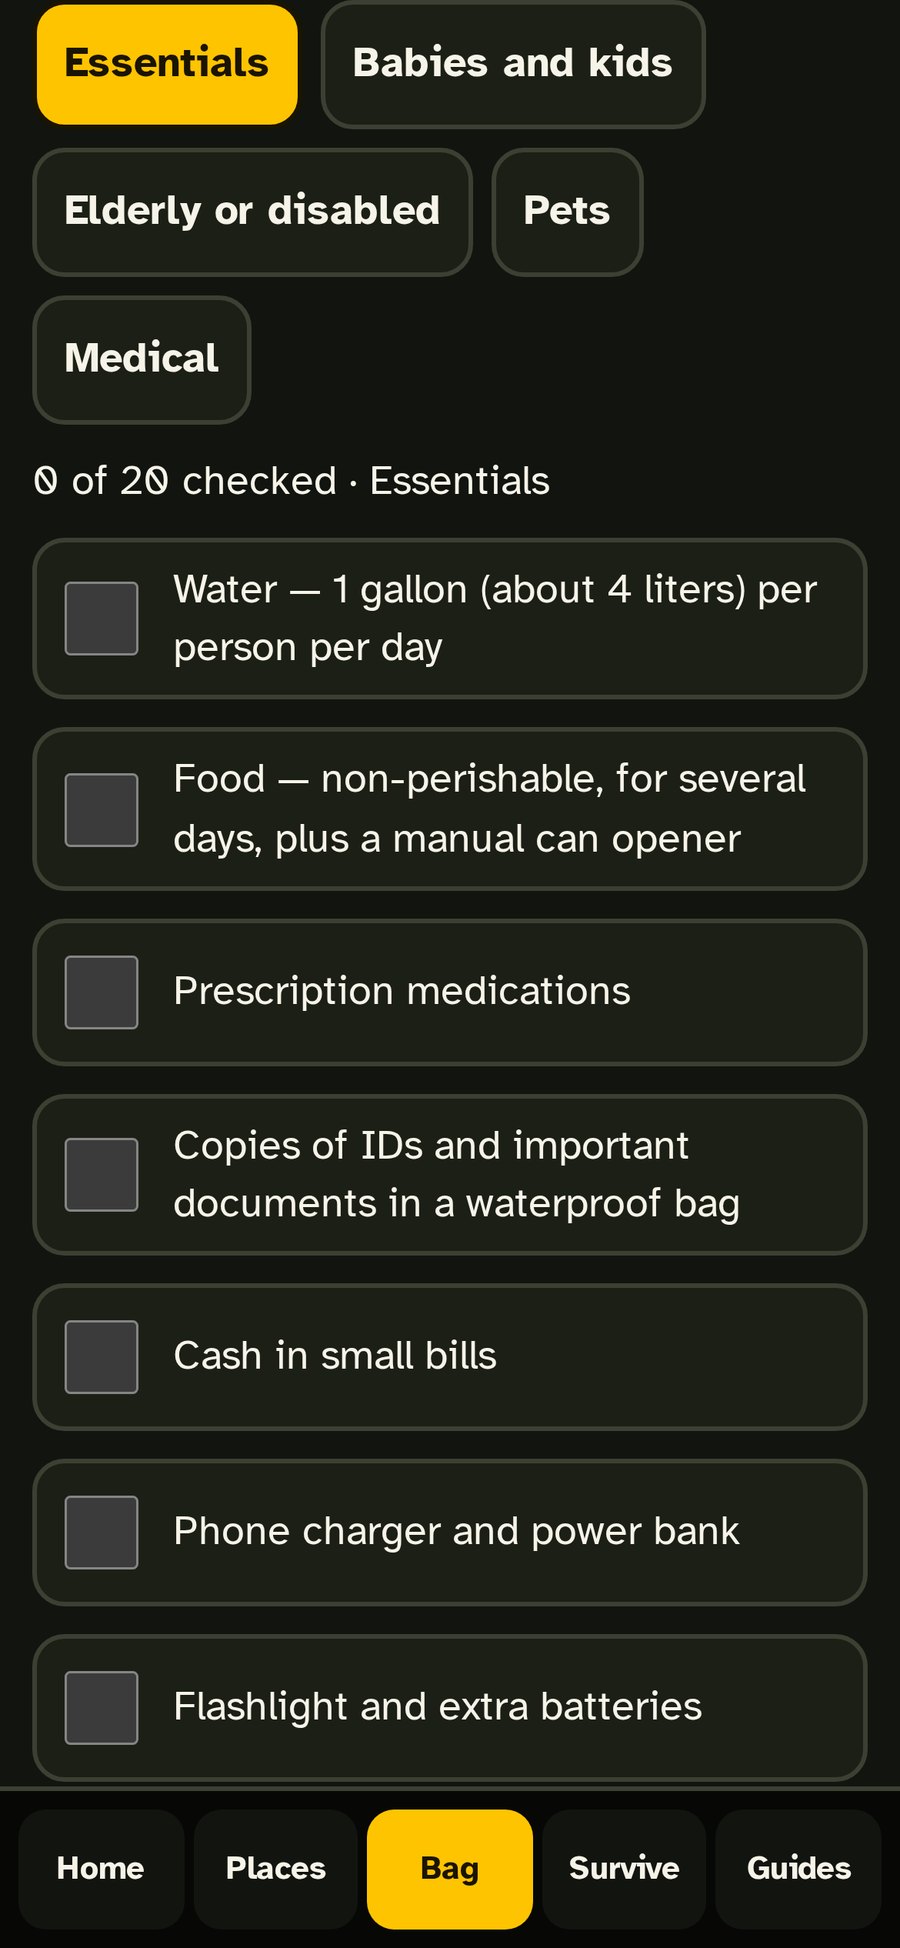 Essentials
Babies and kids
Elderly or disabled
Pets
Medical
0 of 20 checked · Essentials
Water — 1 gallon (about 4 liters) per
person per day
Food — non-perishable, for several
days, plus a manual can opener
Prescription medications
Copies of IDs and important
documents in a waterproof bag
Cash in small bills
Phone charger and power bank
Flashlight and extra batteries
Home
Places
Bag
Survive
Guides